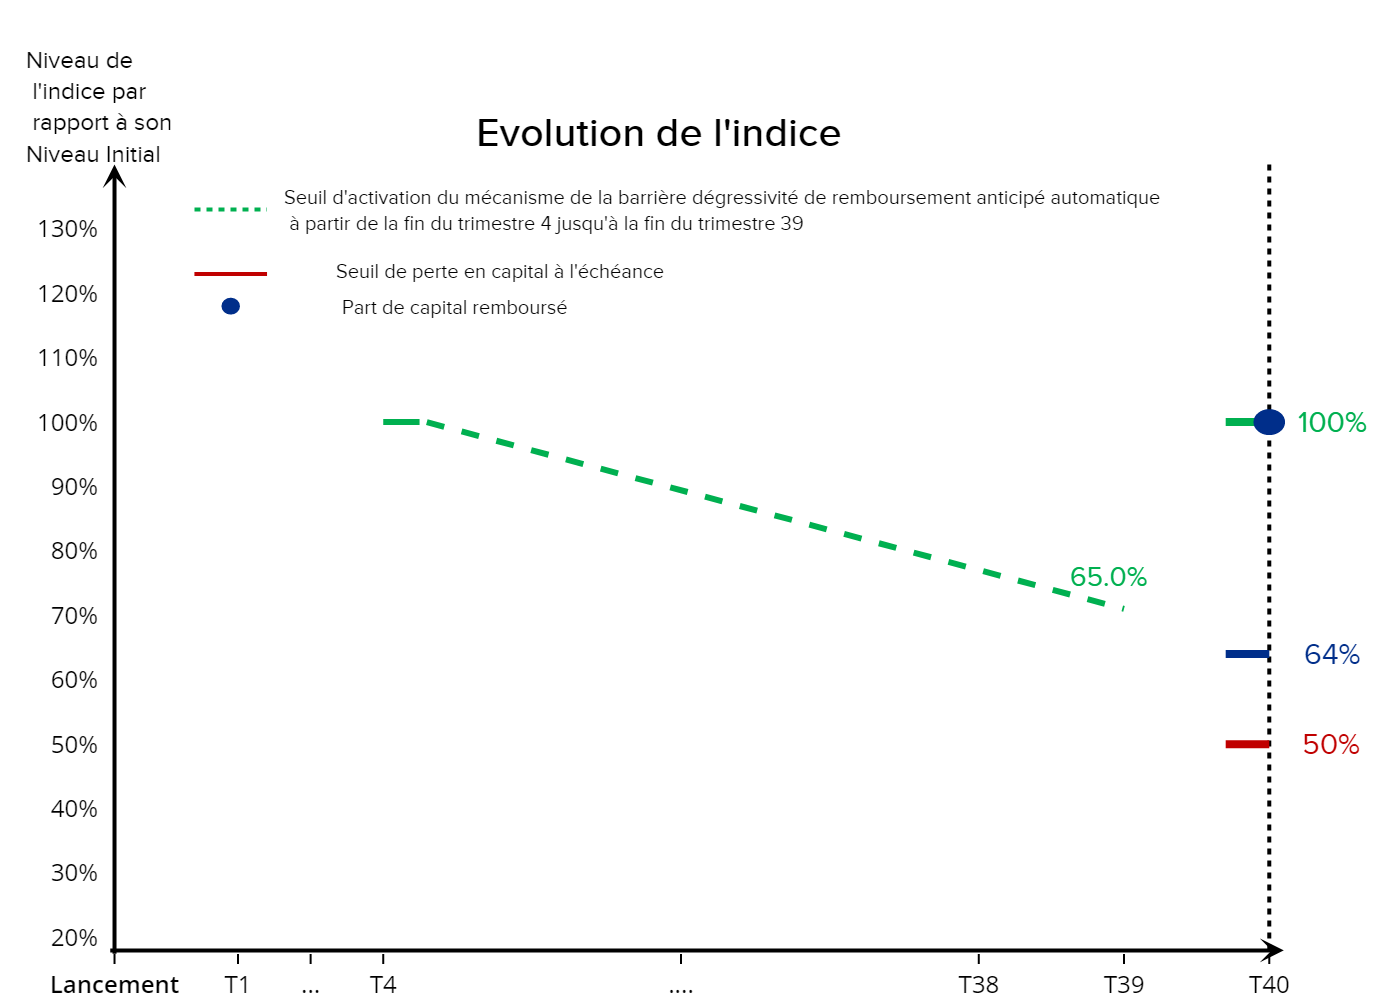 Niveau de
l'indice par
rapport à son
Niveau Initial
Evolution de l'indice
Seuil d'activation du mécanisme de la barrière dégressivité de remboursement anticipé automatique
à partir de la fin du trimestre 4 jusqu'à la fin du trimestre 39
Seuil de perte en capital à l'échéance
Part de capital remboursé
130%
120%
110%
100%
90%
80%
70%
60%
50%
40%
30%
20%
65.0%
100%
64%
50%
Lancement T1 ... T4 .... T38 T39 T40